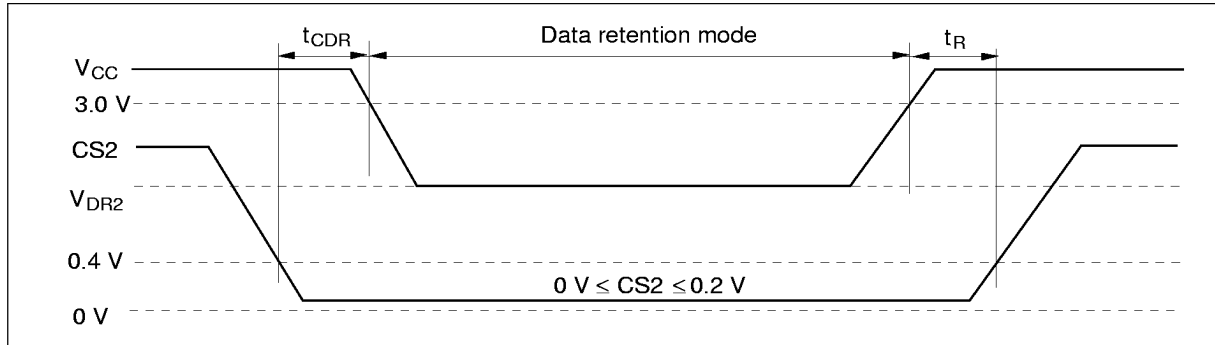 tCDR Data retention mode tR
VCC
3.0 V
CS2
VDR2
0.4 V
0 V ≤ CS2 ≤ 0.2 V
0 V